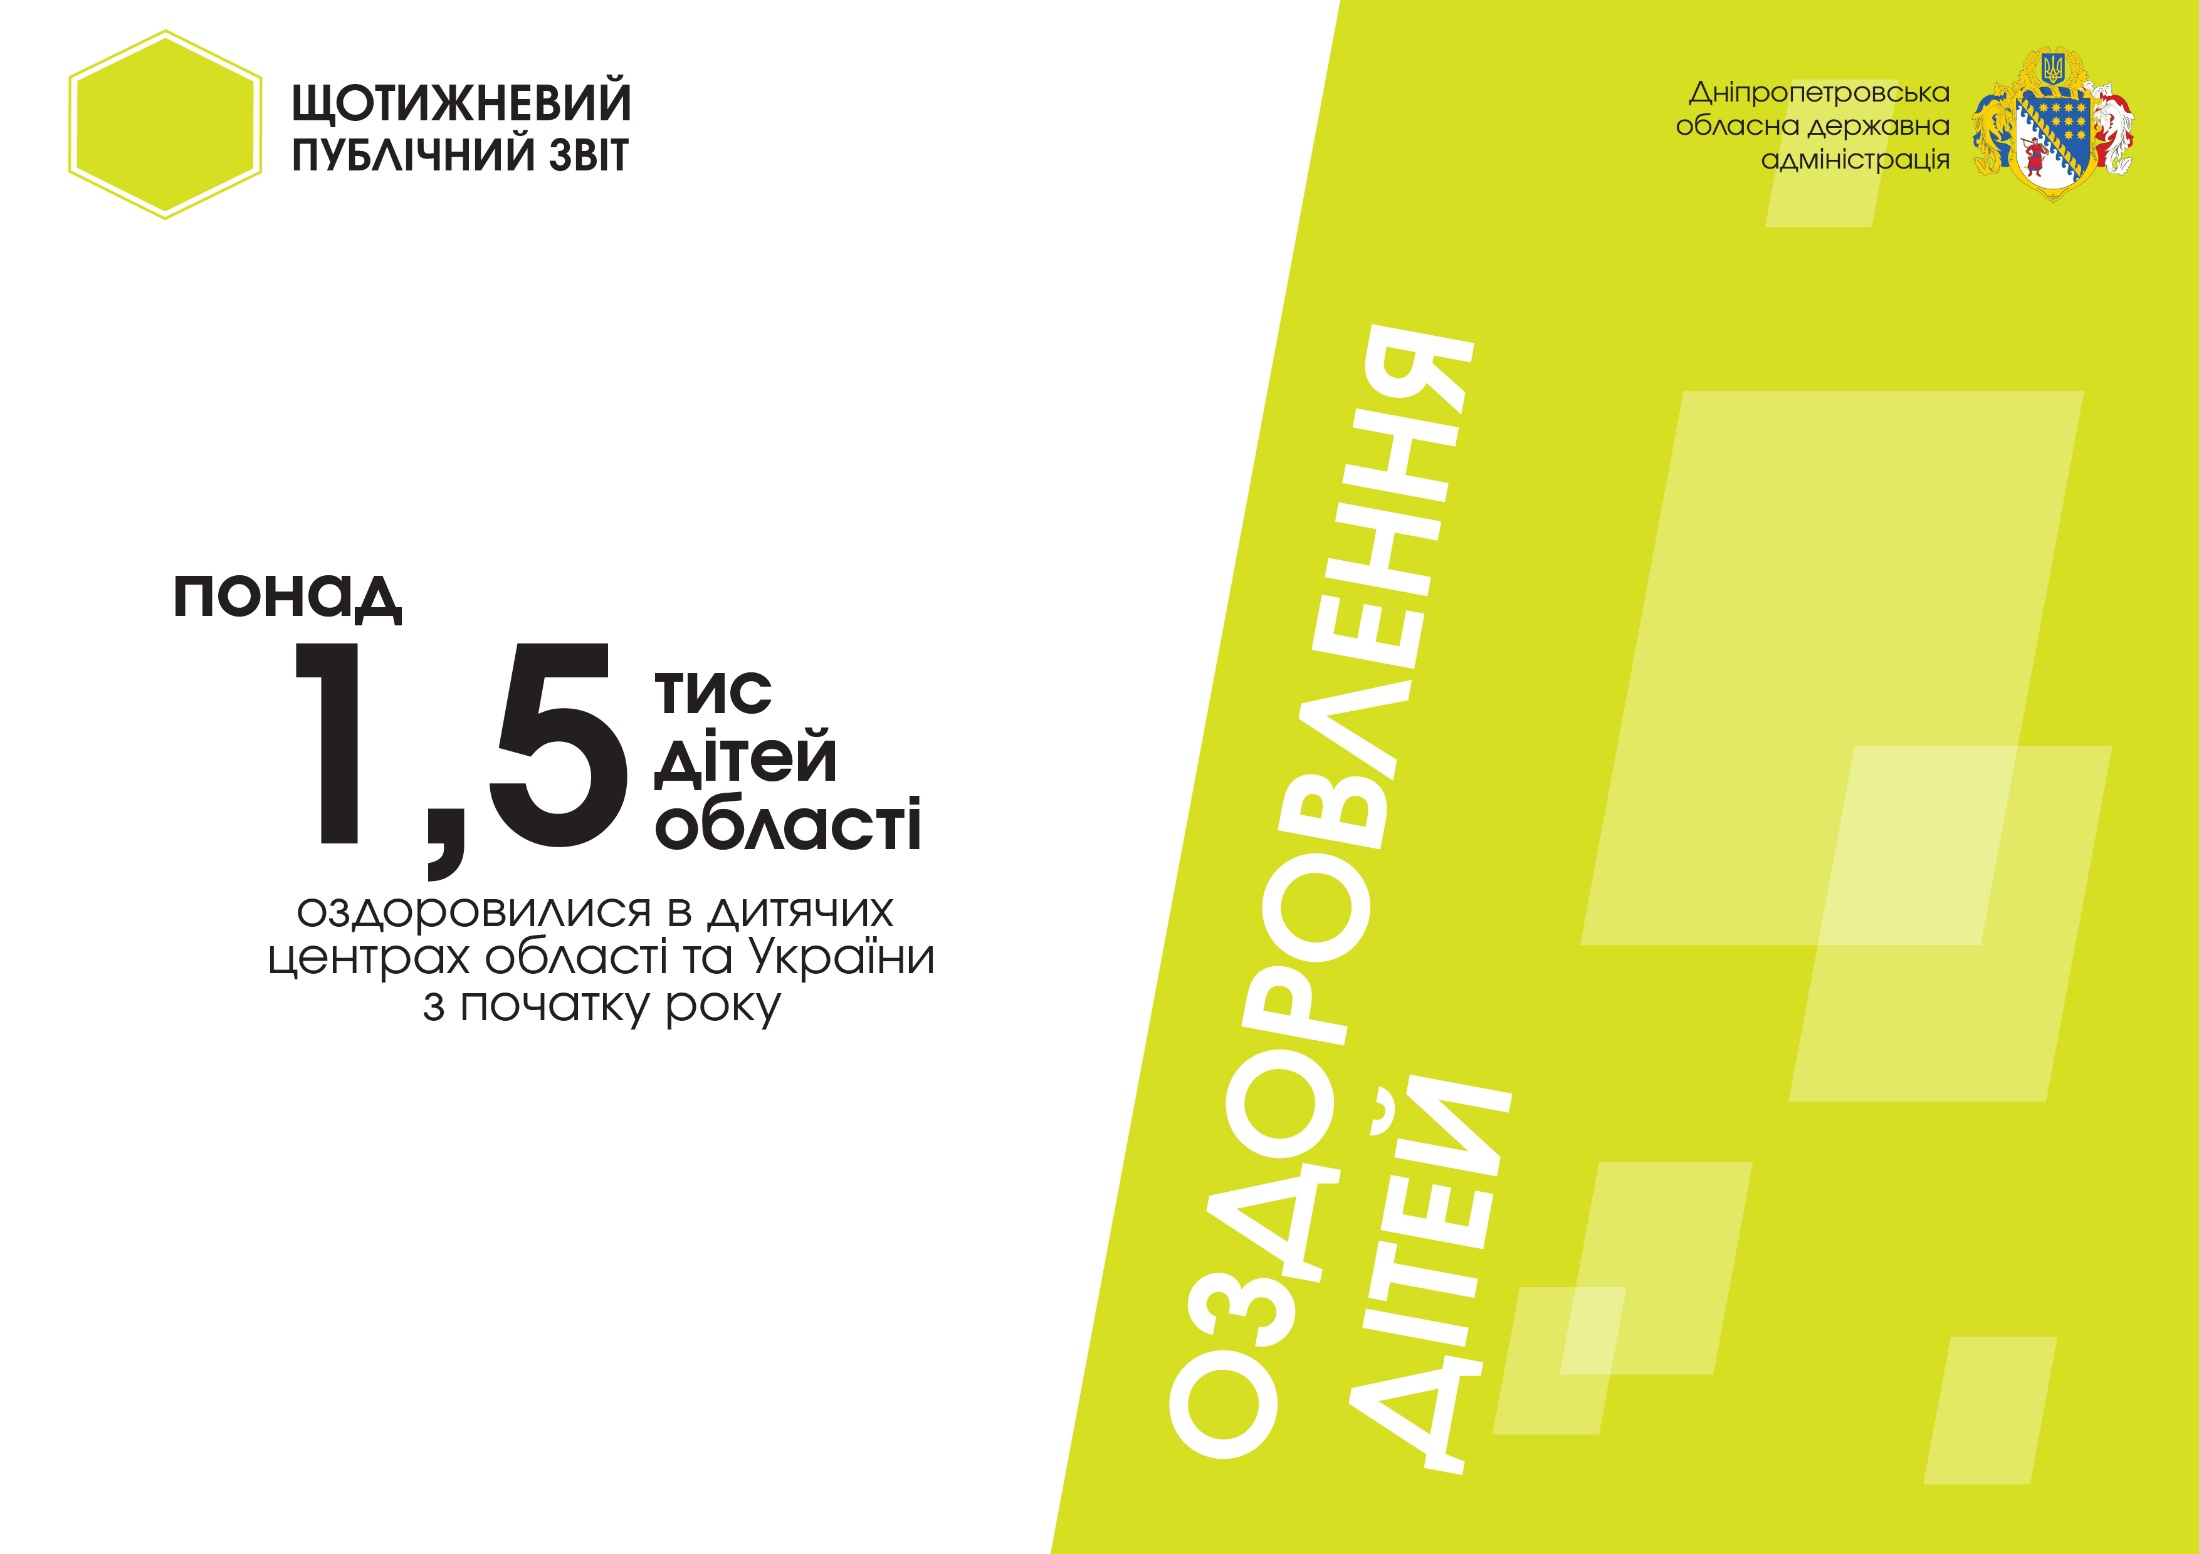 ЩОТИЖНЕВИЙ
ПУБЛІЧНИЙ ЗВІТ
Дніпропетровська
обласна державна
адміністрація
понад
1,5 тис
дітей
області
оздоровилися в дитячих
центрах області та України
з початку року
ОЗДОРОВЛЕННЯ
ДІТЕЙ